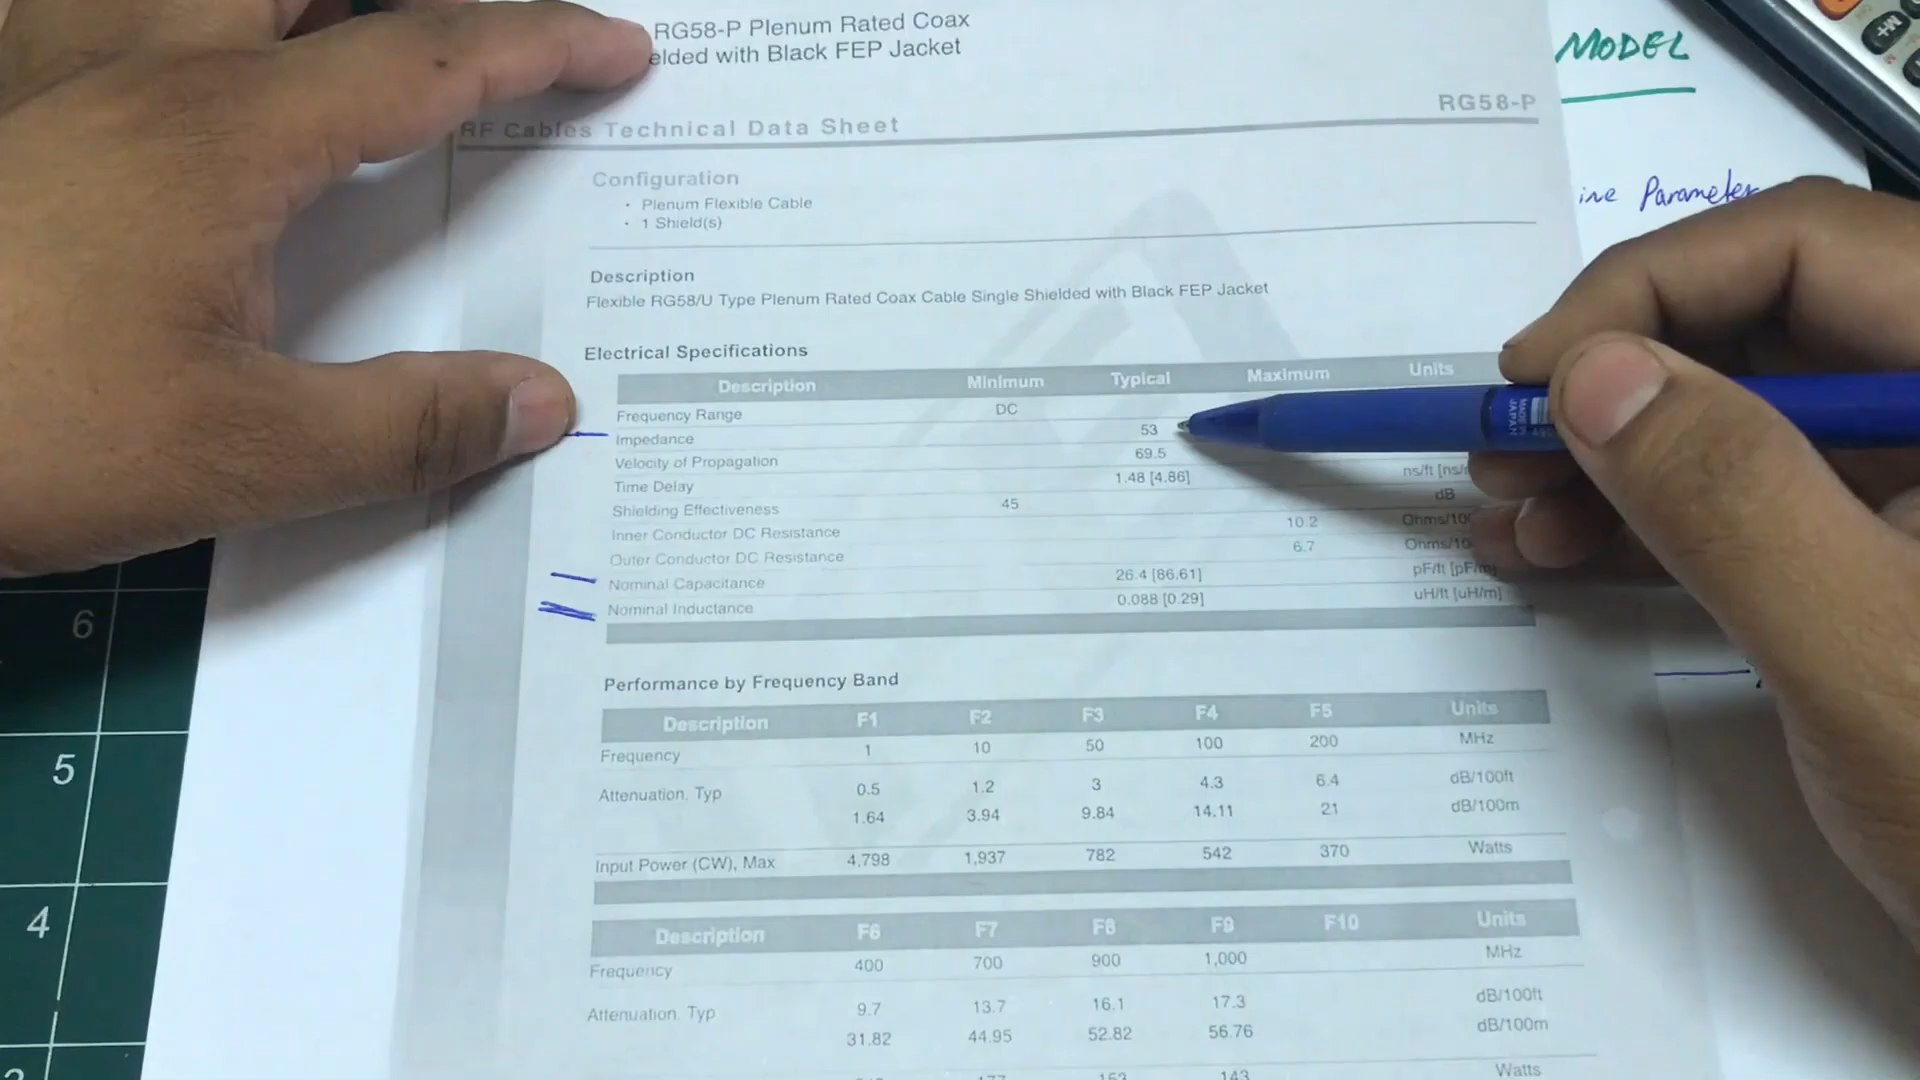 RG58-P Plenum Rated Coax
elded with Black FEP Jacket
MODEL
RG58-P
RF Cables Technical Data Sheet
ine Parameter
Configuration
· Plenum Flexible Cable
· 1 Shield(s)
Description
Flexible RG58/U Type Plenum Rated Coax Cable Single Shielded with Black FEP Jacket
Electrical Specifications
Description Minimum Typical Maximum Units
Frequency Range DC
Impedance 53
Velocity of Propagation 69.5
Time Delay 1.48 [4.86] ns/ft [ns/
Shielding Effectiveness 45 dB
Inner Conductor DC Resistance 10.2 Ohms/10
Outer Conductor DC Resistance 6.7 Ohms/10
Nominal Capacitance 26.4 [86.61] pF/ft [pF/m]
Nominal Inductance 0.088 [0.29] uH/ft [uH/m]
Performance by Frequency Band
Description F1 F2 F3 F4 F5 Units
Frequency 1 10 50 100 200 MHz
Attenuation, Typ 0.5 1.2 3 4.3 6.4 dB/100ft
1.64 3.94 9.84 14.11 21 dB/100m
Input Power (CW), Max 4,798 1,937 782 542 370 Watts
Description F6 F7 F8 F9 F10 Units
Frequency 400 700 900 1,000 MHz
Attenuation, Typ 9.7 13.7 16.1 17.3 dB/100ft
31.82 44.95 52.82 56.76 dB/100m
177 153 143 Watts
MADE IN
JAPAN
M+
6
5
4